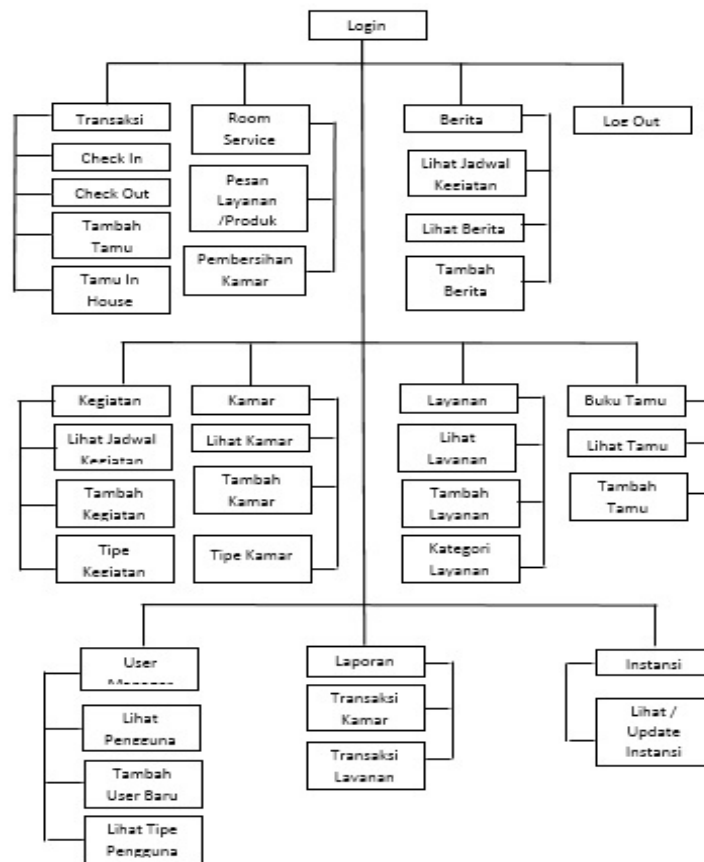 Login
Transaksi
Check In
Check Out
Tambah
Tamu
Tamu In
House
Room
Service
Pesan
Layanan
/Produk
Pembersihan
Kamar
Berita
Lihat Jadwal
Kegiatan
Lihat Berita
Tambah
Berita
Log Out
Kegiatan
Lihat Jadwal
Kegiatan
Tambah
Kegiatan
Tipe
Kegiatan
Kamar
Lihat Kamar
Tambah
Kamar
Tipe Kamar
Layanan
Lihat
Layanan
Tambah
Layanan
Kategori
Layanan
Buku Tamu
Lihat Tamu
Tambah
Tamu
User
Manager
Lihat
Pengguna
Tambah
User Baru
Lihat Tipe
Pengguna
Laporan
Transaksi
Kamar
Transaksi
Layanan
Instansi
Lihat /
Update
Instansi